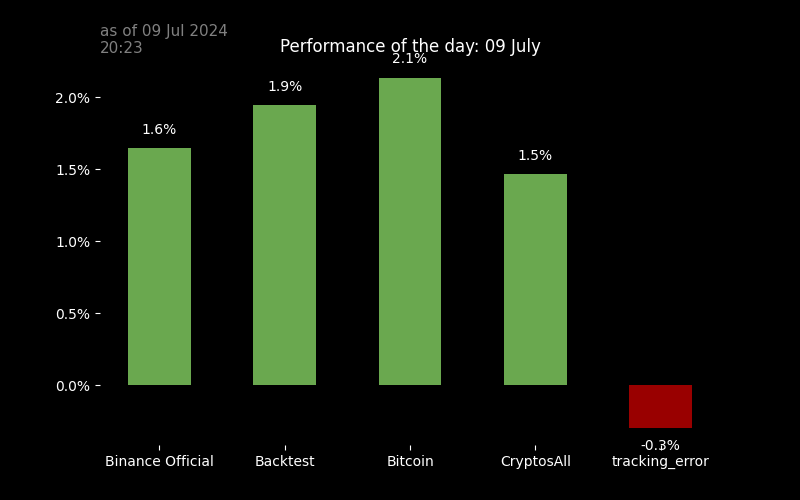 as of 09 Jul 2024
20:23
Performance of the day: 09 July
2.1%
1.9%
1.6%
1.5%
-0.3%
2.0%
1.5%
1.0%
0.5%
0.0%
Binance Official
Backtest
Bitcoin
CryptosAll
tracking_error